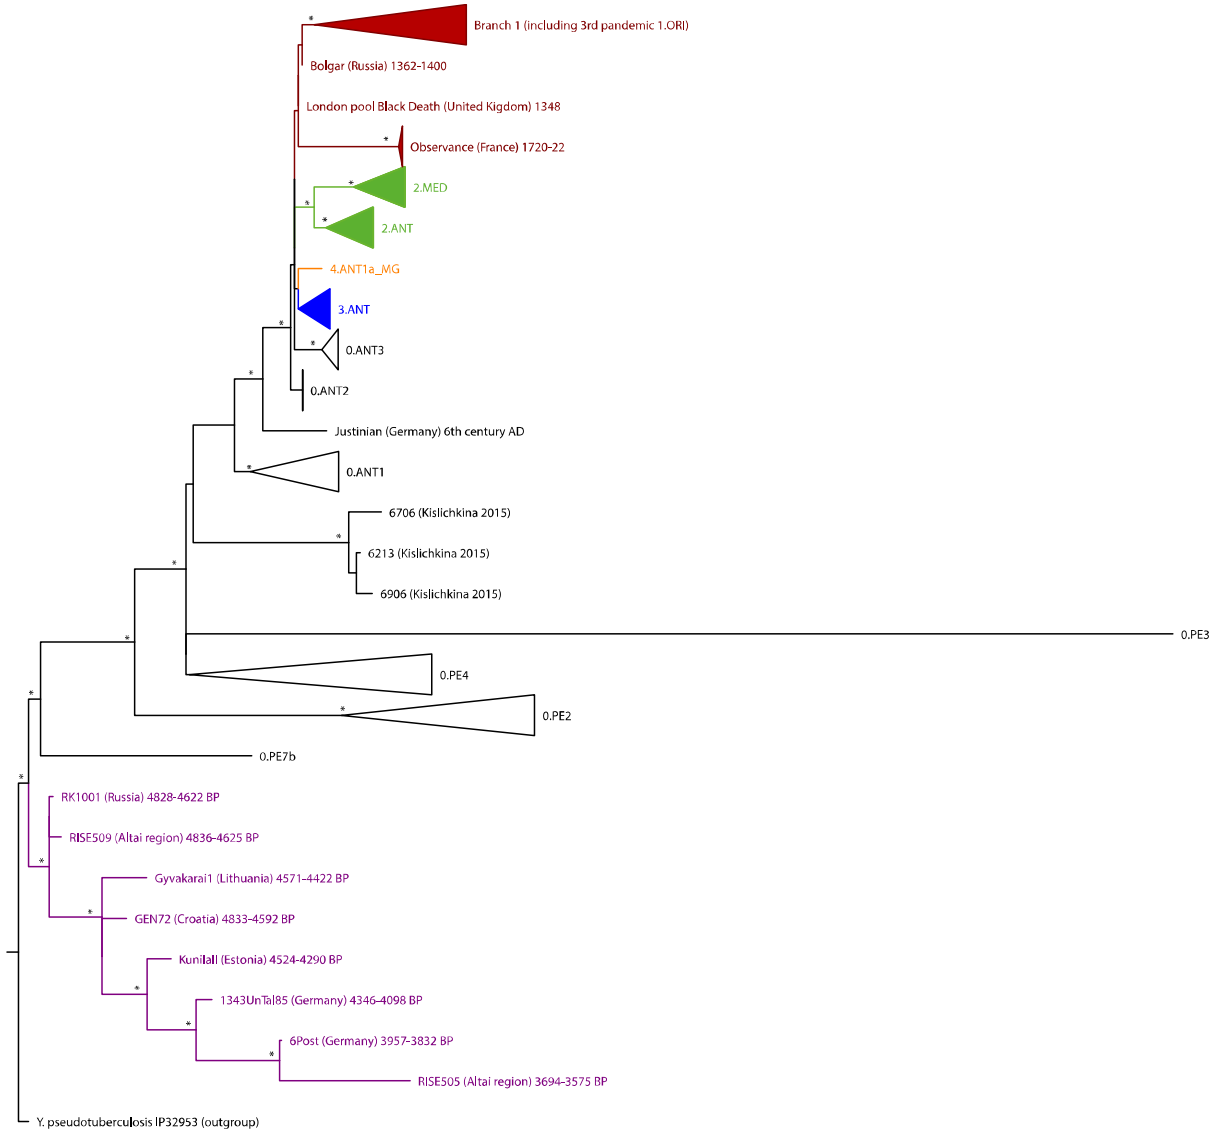 *
Branch 1 (including 3rd pandemic 1.ORI)
Bolgar (Russia) 1362-1400
London pool Black Death (United Kigdom) 1348
*
Observance (France) 1720-22
*
2.MED
*
*
2.ANT
4.ANT1a_MG
3.ANT
*
*
0.ANT3
*
0.ANT2
Justinian (Germany) 6th century AD
*
0.ANT1
6706 (Kislichkina 2015)
*
6213 (Kislichkina 2015)
*
6906 (Kislichkina 2015)
0.PE3
*
0.PE4
*
*
0.PE2
0.PE7b
*
RK1001 (Russia) 4828-4622 BP
RISE509 (Altai region) 4836-4625 BP
*
Gyvakarai1 (Lithuania) 4571-4422 BP
*
GEN72 (Croatia) 4833-4592 BP
KunilaII (Estonia) 4524-4290 BP
*
1343UnTal85 (Germany) 4346-4098 BP
*
6Post (Germany) 3957-3832 BP
*
RISE505 (Altai region) 3694-3575 BP
Y. pseudotuberculosis IP32953 (outgroup)